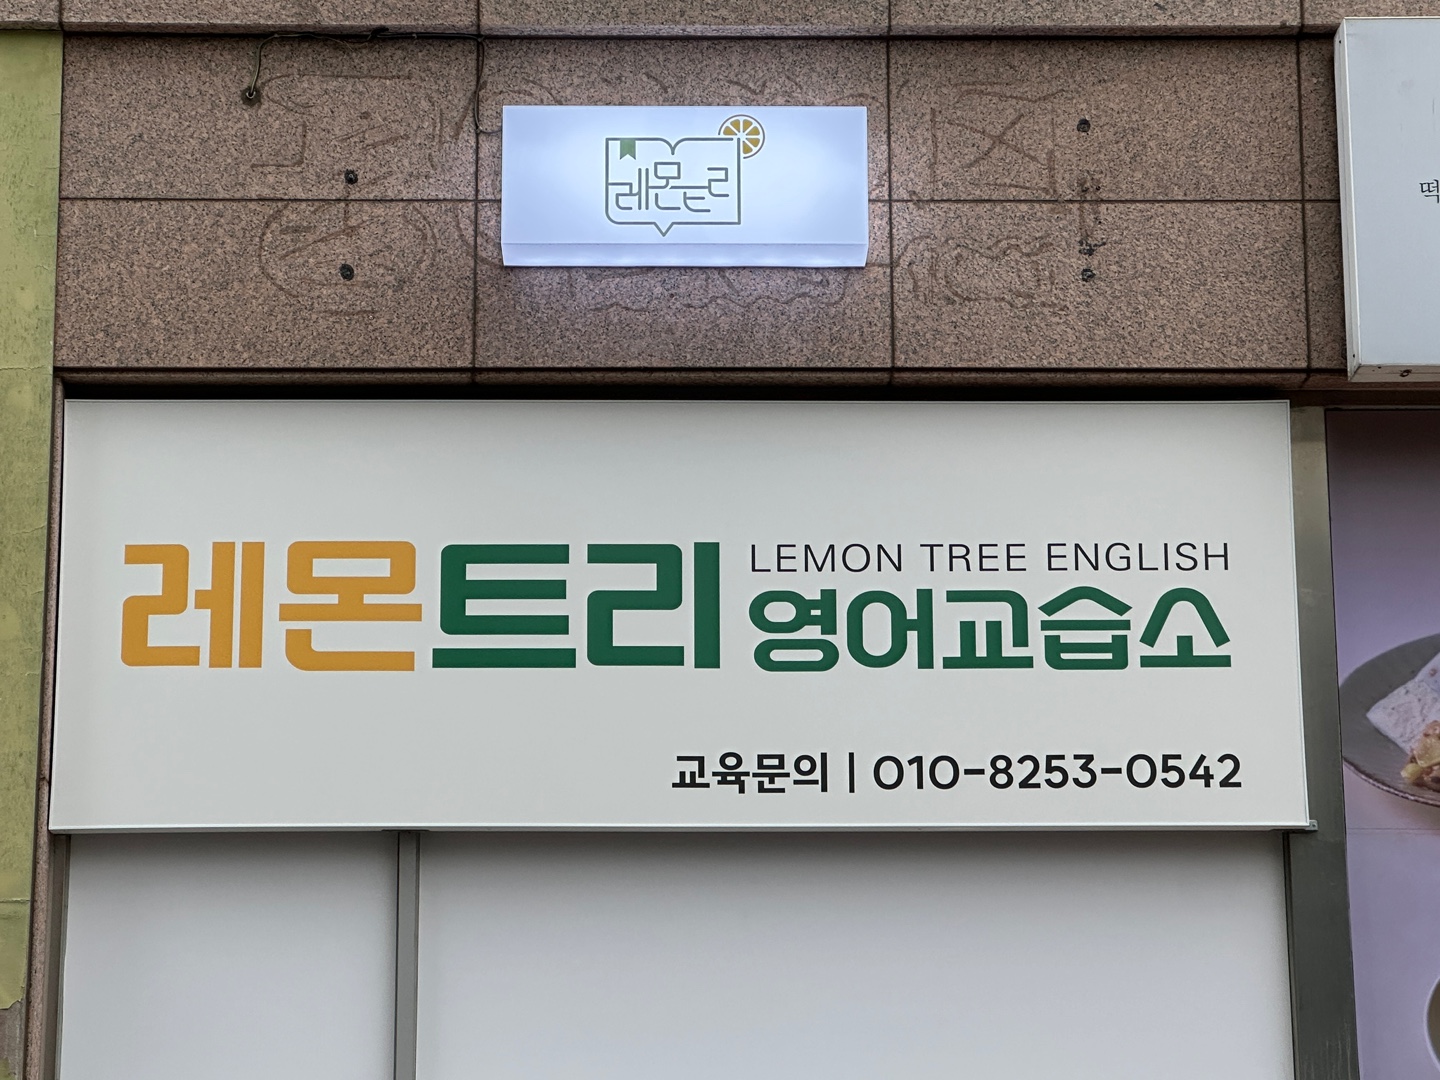 레몬트리
떡
레몬트리
LEMON TREE ENGLISH
영어교습소
교육문의 | 010-8253-0542